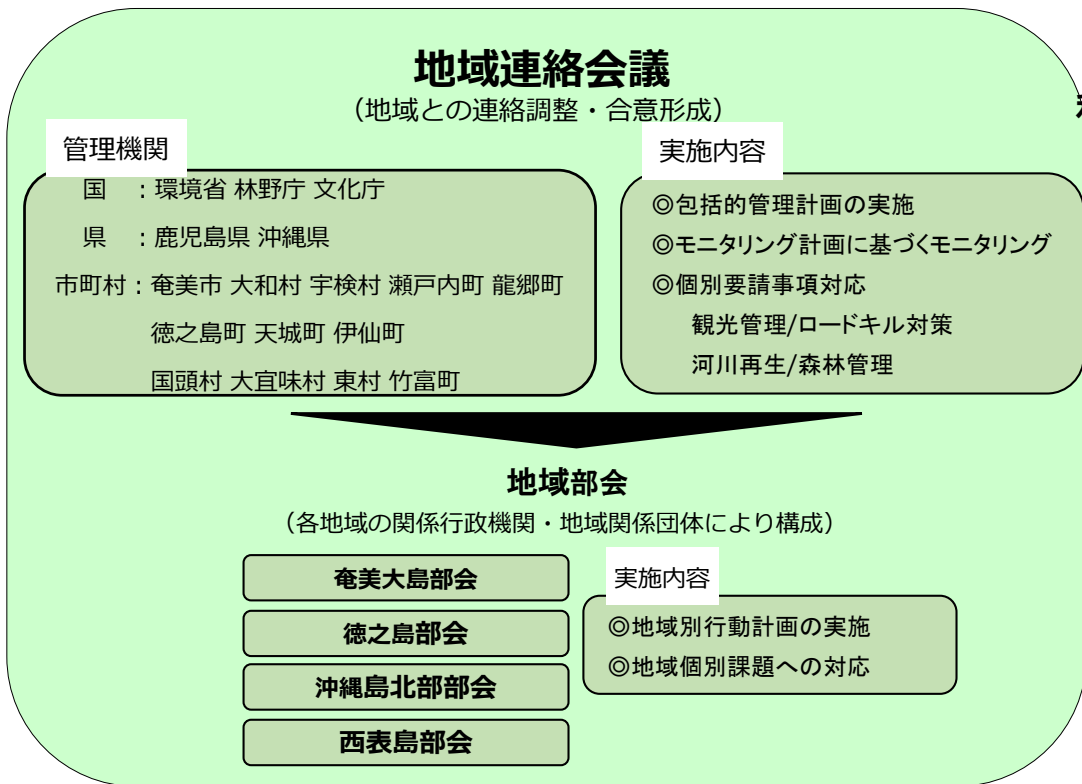 地域連絡会議
（地域との連絡調整・合意形成）
管理機関
国 ：環境省 林野庁 文化庁
県 ：鹿児島県 沖縄県
市町村：奄美市 大和村 宇検村 瀬戸内町 龍郷町
徳之島町 天城町 伊仙町
国頭村 大宜味村 東村 竹富町
実施内容
◎包括的管理計画の実施
◎モニタリング計画に基づくモニタリング
◎個別要請事項対応
観光管理/ロードキル対策
河川再生/森林管理
地域部会
（各地域の関係行政機関・地域関係団体により構成）
奄美大島部会
徳之島部会
沖縄島北部部会
西表島部会
実施内容
◎地域別行動計画の実施
◎地域個別課題への対応